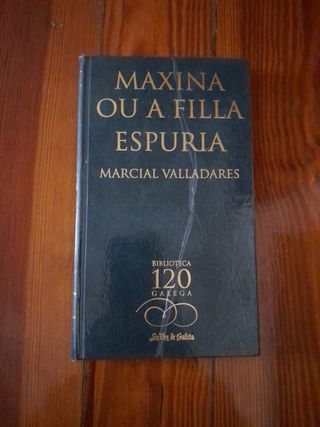 MAXINA
OU A FILLA
ESPURIA
MARCIAL VALLADARES
BIBLIOTECA
120
GALEGA
La Voz de Galicia